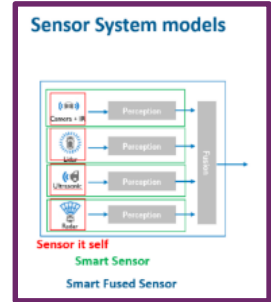 Sensor System models
Camera + IR
Perception
Lidar
Perception
Ultrasonic
Perception
Radar
Perception
Fusion
Sensor it self
Smart Sensor
Smart Fused Sensor